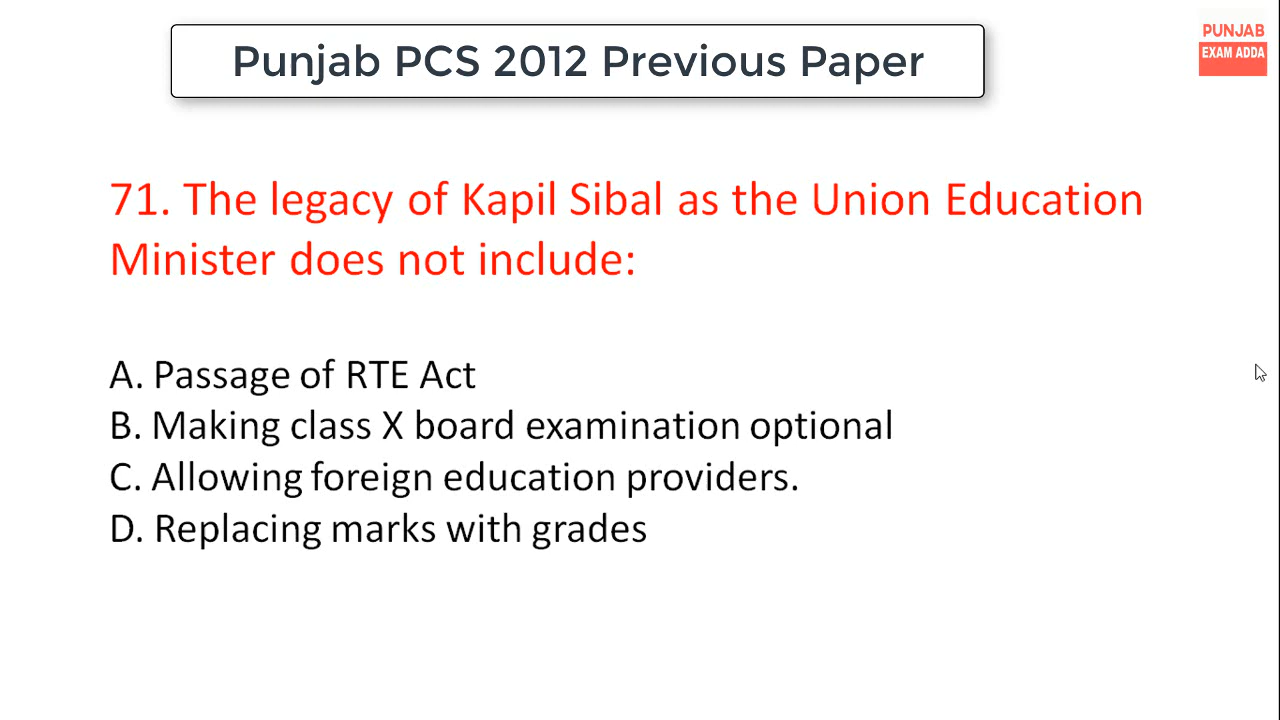 Punjab PCS 2012 Previous Paper
PUNJAB
EXAM ADDA
71. The legacy of Kapil Sibal as the Union Education
Minister does not include:
A. Passage of RTE Act
B. Making class X board examination optional
C. Allowing foreign education providers.
D. Replacing marks with grades